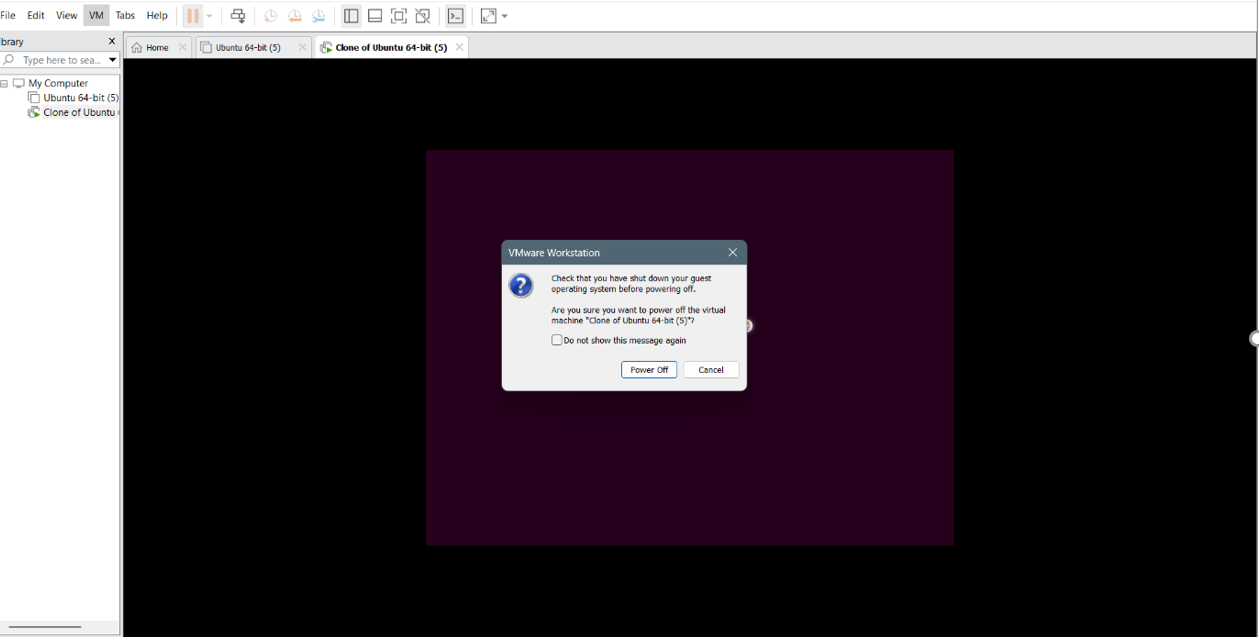 File Edit View VM Tabs Help
brary
Type here to sea...
Home
Ubuntu 64-bit (5)
Clone of Ubuntu 64-bit (5)
My Computer
Ubuntu 64-bit (5)
Clone of Ubuntu
VMware Workstation
Check that you have shut down your guest
operating system before powering off.
Are you sure you want to power off the virtual
machine "Clone of Ubuntu 64-bit (5)"?
Do not show this message again
Power Off
Cancel